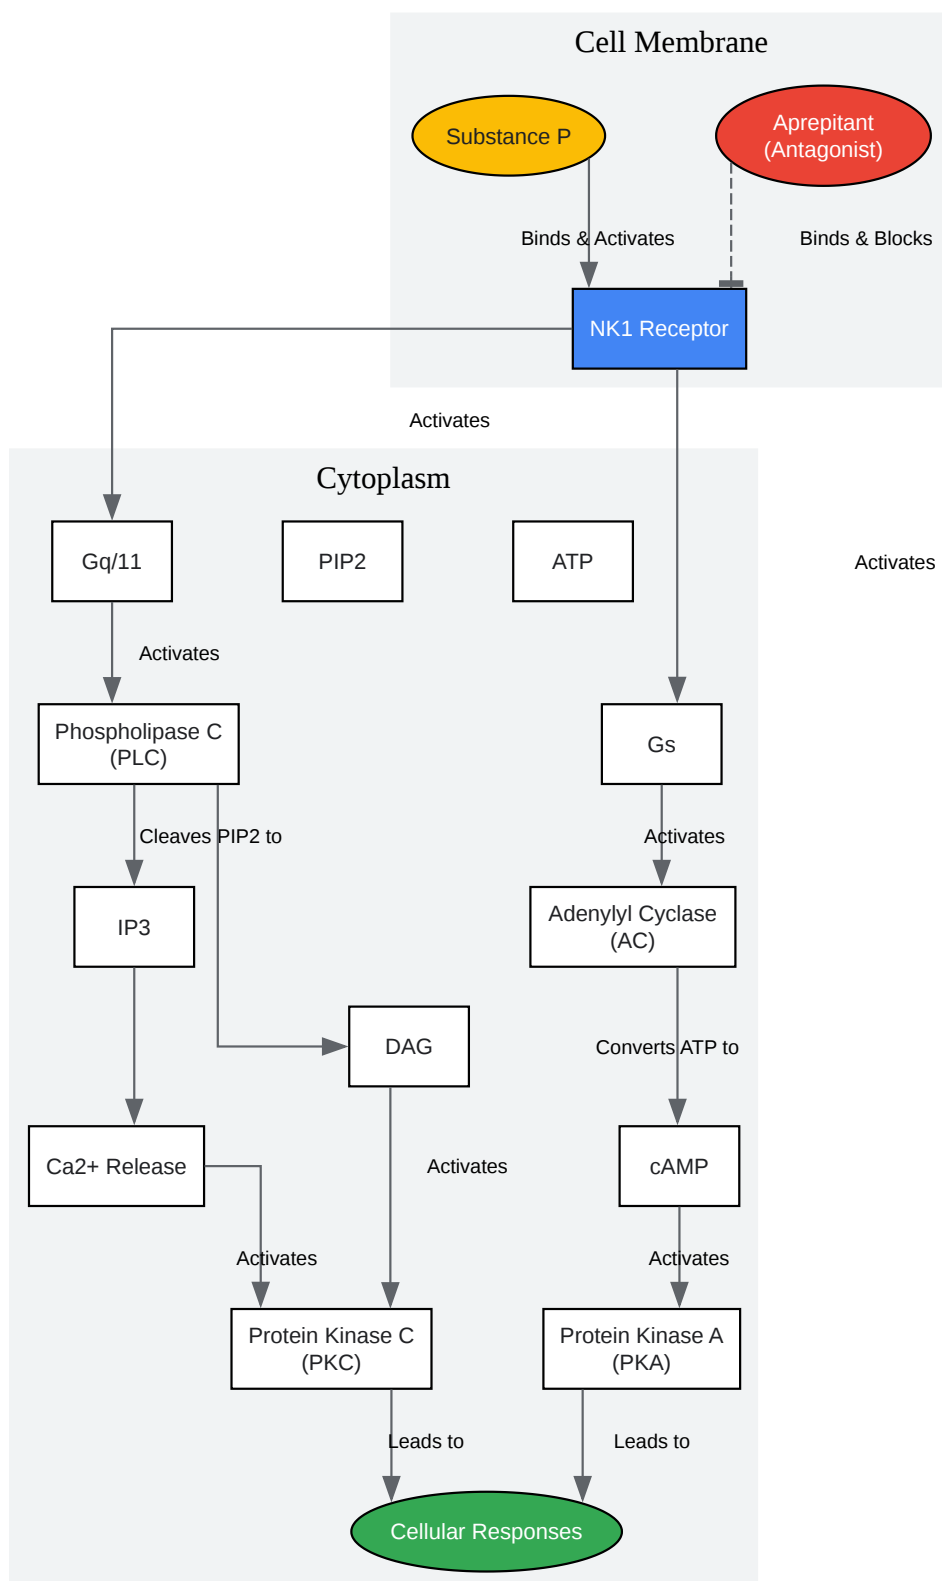 Cell Membrane
Substance P
Aprepitant
(Antagonist)
Binds & Activates
Binds & Blocks
NK1 Receptor
Activates
Cytoplasm
Gq/11
PIP2
ATP
Activates
Activates
Phospholipase C
(PLC)
Gs
Cleaves PIP2 to
Activates
IP3
Adenylyl Cyclase
(AC)
DAG
Converts ATP to
Ca2+ Release
Activates
cAMP
Activates
Activates
Protein Kinase C
(PKC)
Protein Kinase A
(PKA)
Leads to
Leads to
Cellular Responses